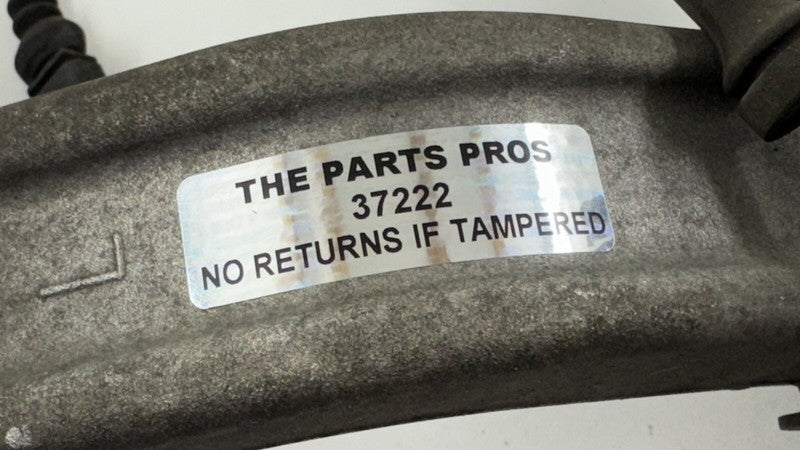 THE PARTS PROS
37222
NO RETURNS IF TAMPERED
L